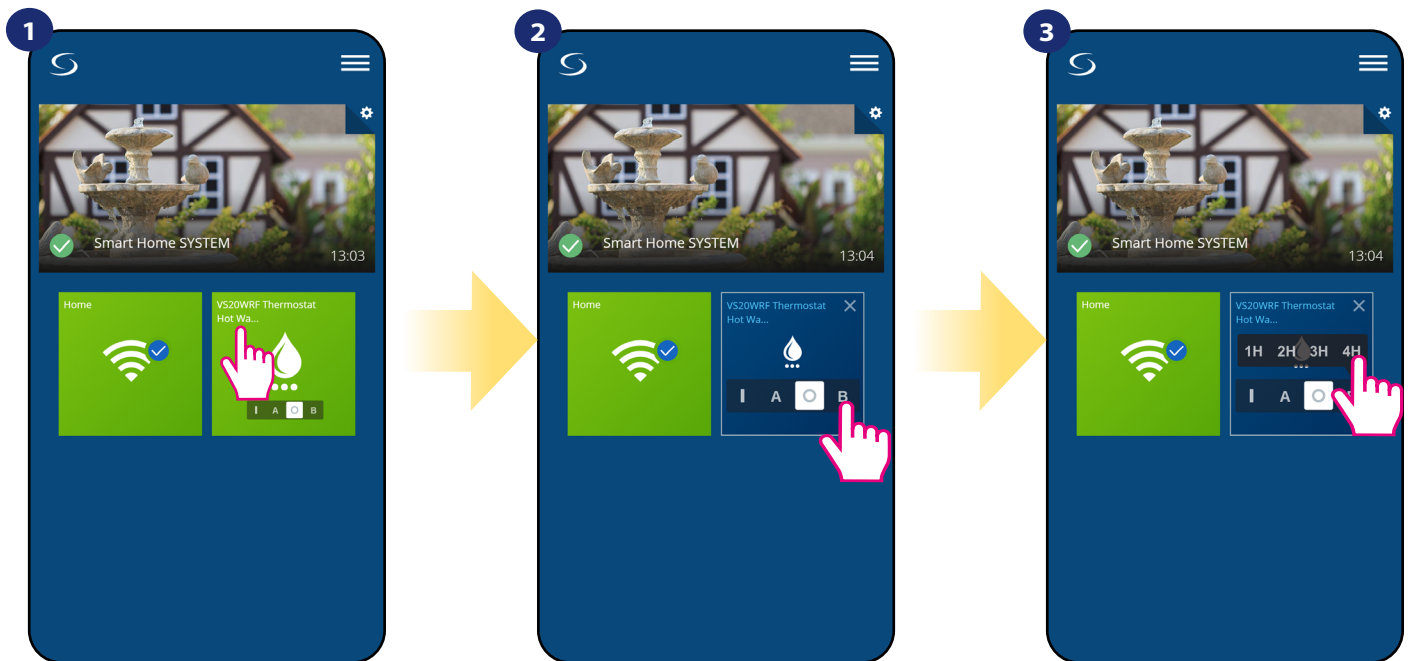 1
Smart Home SYSTEM
13:03
Home
VS20WRF Thermostat
Hot Wa...
I A O B
2
Smart Home SYSTEM
13:04
Home
VS20WRF Thermostat
Hot Wa...
I A O B
3
Smart Home SYSTEM
13:04
Home
VS20WRF Thermostat
Hot Wa...
1H 2H 3H 4H
I A O